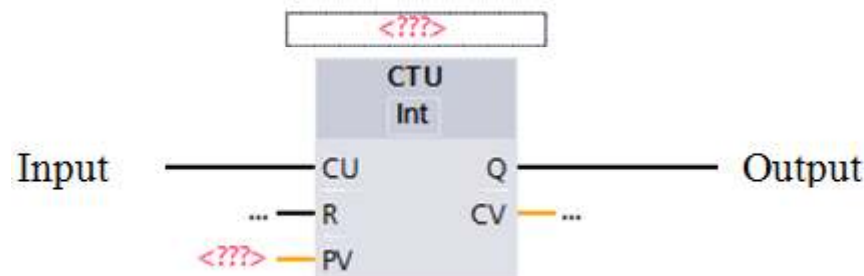 <???>
CTU
Int
Input CU Q Output
... R CV ...
<???> PV